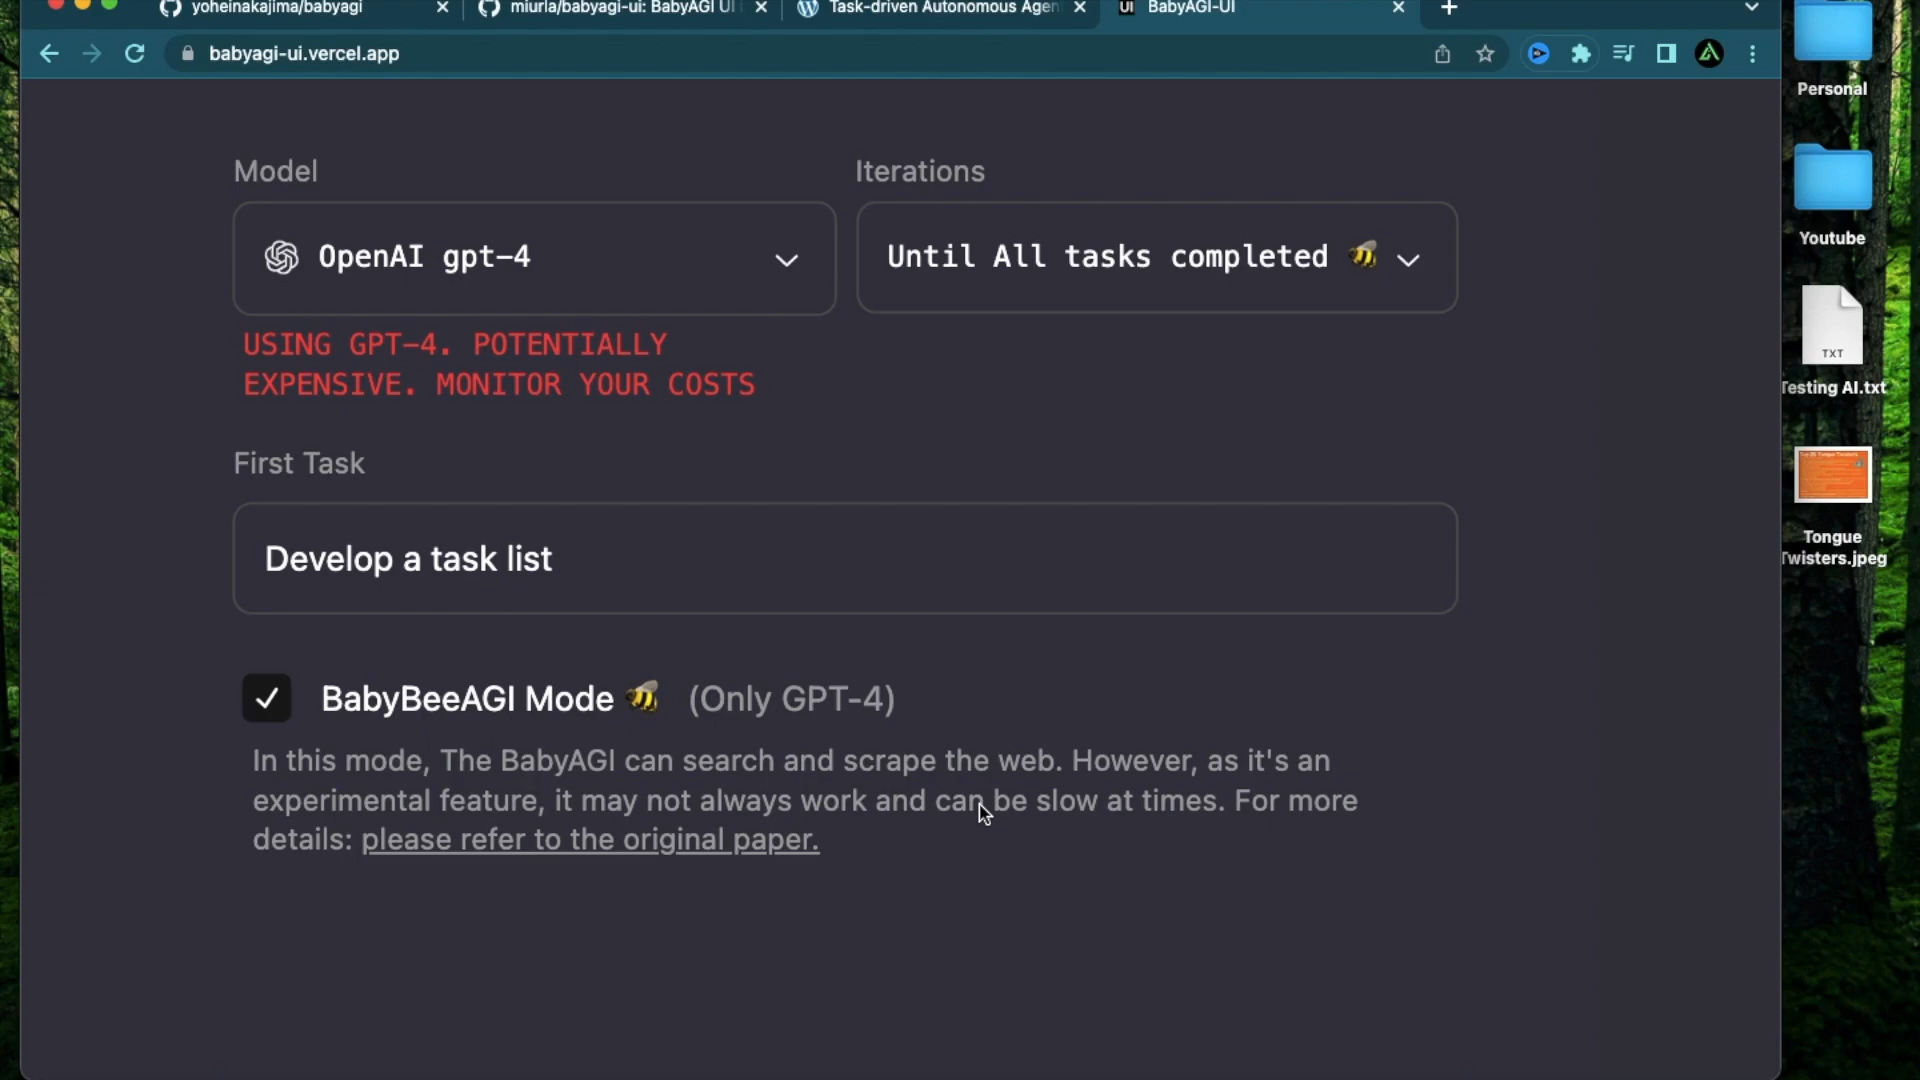 yoheinakajima/babyagi
miurla/babyagi-ui: BabyAGI UI
Task-driven Autonomous Agen
UI BabyAGI-UI
babyagi-ui.vercel.app
Personal
Model
Iterations
Youtube
OpenAI gpt-4
Until All tasks completed 🐝
USING GPT-4. POTENTIALLY
EXPENSIVE. MONITOR YOUR COSTS
TXT
Testing AI.txt
First Task
Develop a task list
Tongue
Twisters.jpeg
BabyBeeAGI Mode 🐝 (Only GPT-4)
In this mode, The BabyAGI can search and scrape the web. However, as it's an
experimental feature, it may not always work and can be slow at times. For more
details: please refer to the original paper.